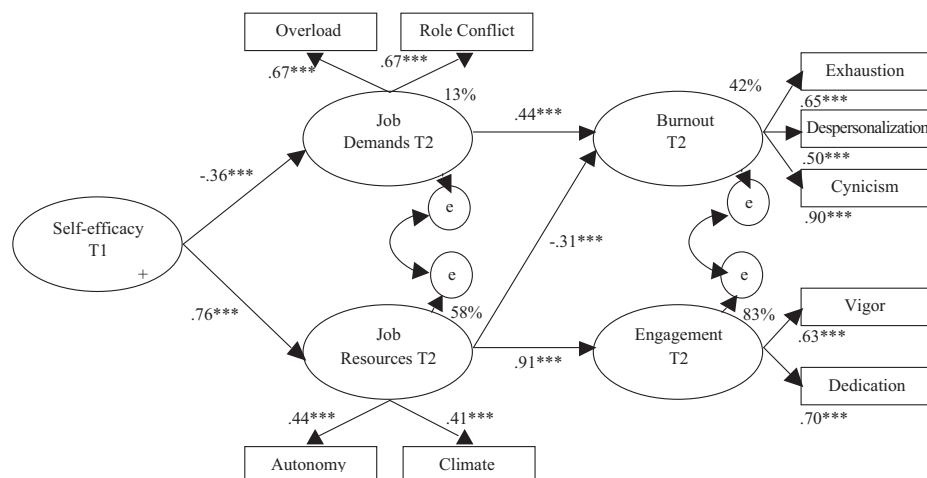 Overload
Role Conflict
.67***
.67***
13%
42%
Exhaustion
.65***
Job
Demands T2
.44***
Burnout
T2
Despersonalization
.50***
-.36***
Cynicism
.90***
e
e
Self-efficacy
T1
+
-.31***
e
e
.76***
58%
83%
Job
Resources T2
Engagement
T2
Vigor
.63***
.91***
Dedication
.70***
.44***
.41***
Autonomy
Climate